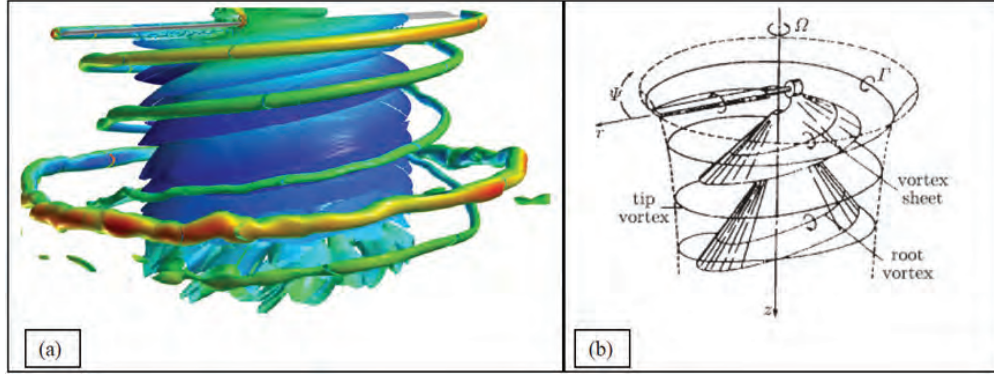 (a)
Ω
Γ
Ψ
r
tip
vortex
vortex
sheet
root
vortex
z
(b)